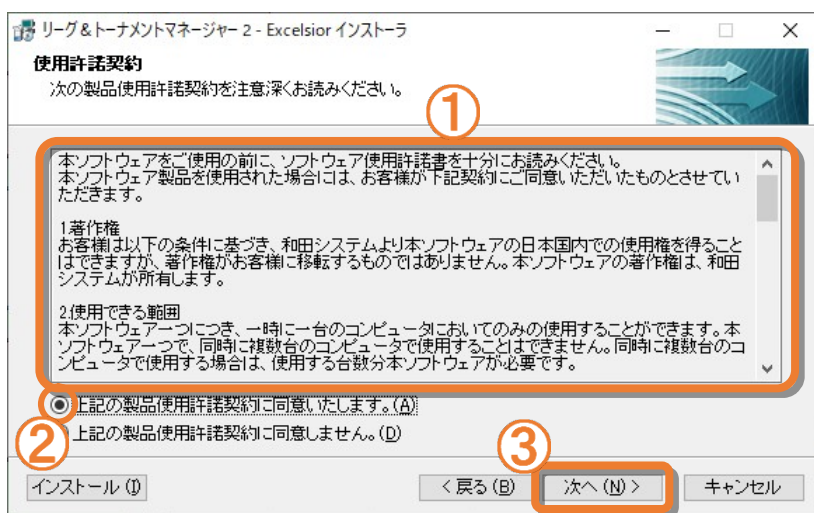 リーグ＆トーナメントマネージャー 2 - Excelsior インストーラ
使用許諾契約
次の製品使用許諾契約を注意深くお読みください。
①
本ソフトウェアをご使用の前に、ソフトウェア使用許諾書を十分にお読みください。
本ソフトウェア製品を使用された場合には、お客様が下記契約にご同意いただいたものとさせてい
ただきます。
1著作権
お客様は以下の条件に基づき、和田システムより本ソフトウェアの日本国内での使用権を得ること
はできますが、著作権がお客様に移転するものではありません。本ソフトウェアの著作権は、和田
システムが所有します。
2.使用できる範囲
本ソフトウェア一つにつき、一時に一台のコンピュータにおいてのみの使用することができます。本
ソフトウェア一つで、同時に複数台のコンピュータで使用することはできません。同時に複数台のコ
ンピュータで使用する場合は、使用する台数分本ソフトウェアが必要です。
上記の製品使用許諾契約に同意いたします。(A)
② 上記の製品使用許諾契約に同意しません。(D)
③
インストール (I) < 戻る (B) 次へ (N) > キャンセル